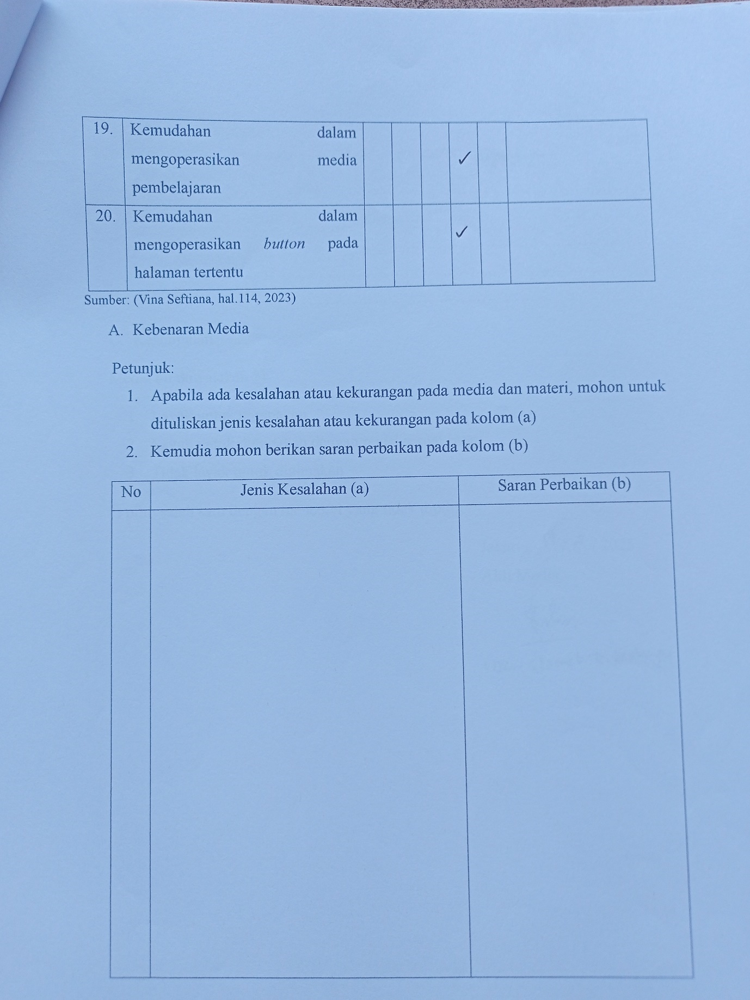 19. Kemudahan dalam
mengoperasikan media
pembelajaran
✓
20. Kemudahan dalam
mengoperasikan button pada
halaman tertentu
✓
Sumber: (Vina Seftiana, hal.114, 2023)
A. Kebenaran Media
Petunjuk:
1. Apabila ada kesalahan atau kekurangan pada media dan materi, mohon untuk
dituliskan jenis kesalahan atau kekurangan pada kolom (a)
2. Kemudia mohon berikan saran perbaikan pada kolom (b)
No Jenis Kesalahan (a) Saran Perbaikan (b)